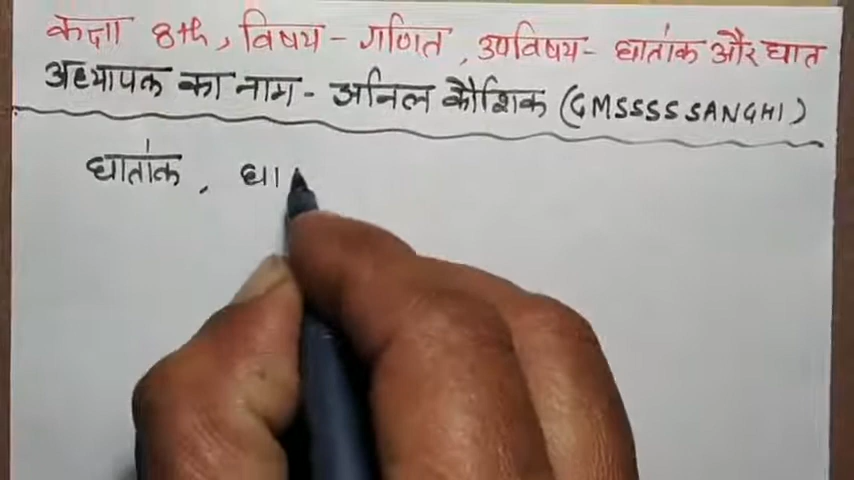 कक्षा 8th, विषय - गणित, उपविषय - घातांक और घात
अध्यापक का नाम - अनिल कौशिक (GMSSSS SANGHI)
घातांक, घा